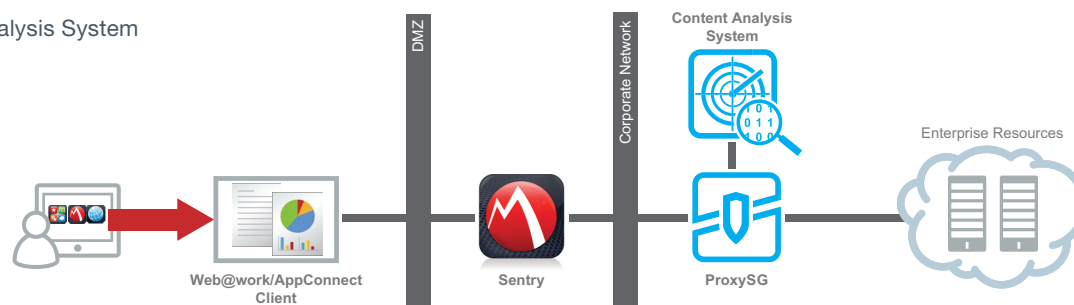 alysis System
DMZ
Corporate Network
Content Analysis
System
1 0 1
0 1 1
1 0 0
Enterprise Resources
Web@work/AppConnect
Client
Sentry
ProxySG